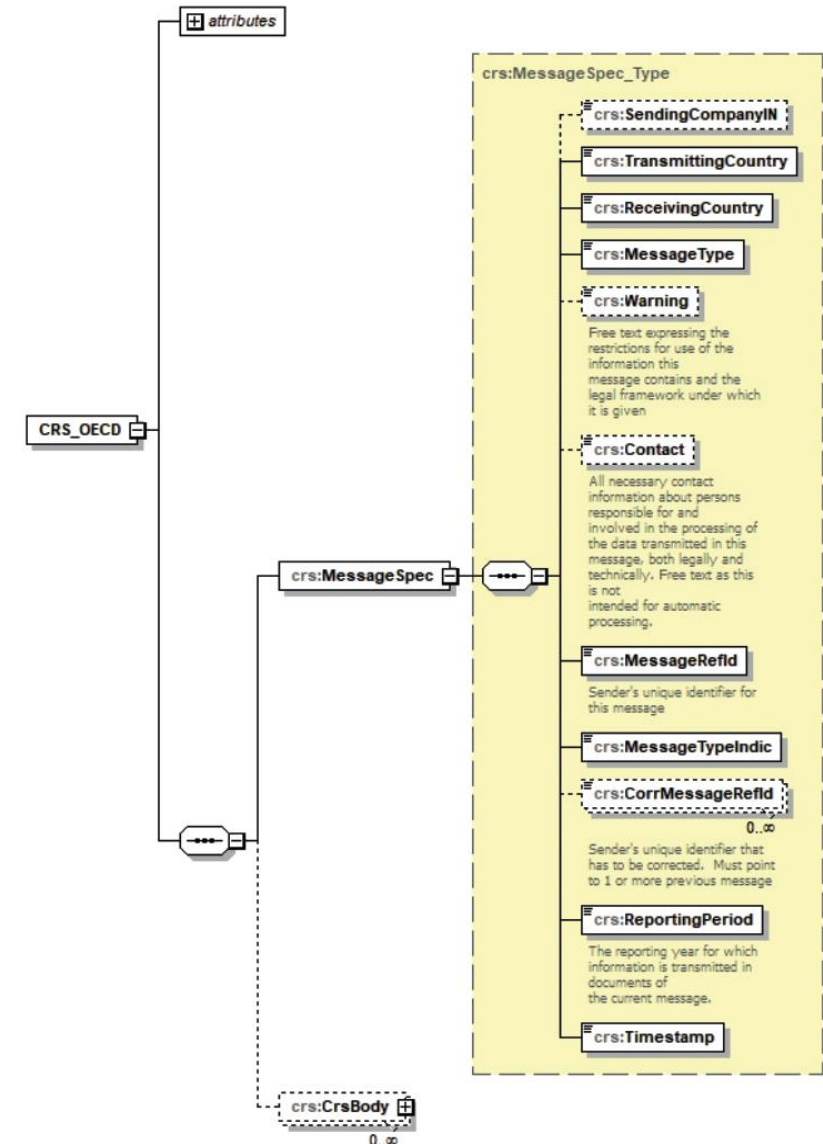 attributes
crs:MessageSpec_Type
crs:SendingCompanyIN
crs:TransmittingCountry
crs:ReceivingCountry
crs:MessageType
crs:Warning
Free text expressing the
restrictions for use of the
information this
message contains and the
legal framework under which
it is given
CRS_OECD
crs:Contact
All necessary contact
information about persons
responsible for and
involved in the processing of
the data transmitted in this
message, both legally and
technically. Free text as this
is not
intended for automatic
processing.
crs:MessageSpec
crs:MessageRefId
Sender's unique identifier for
this message
crs:MessageTypeIndic
crs:CorrMessageRefId
0..∞
Sender's unique identifier that
has to be corrected.  Must point
to 1 or more previous message
crs:ReportingPeriod
The reporting year for which
information is transmitted in
documents of
the current message.
crs:Timestamp
crs:CrsBody
0..∞